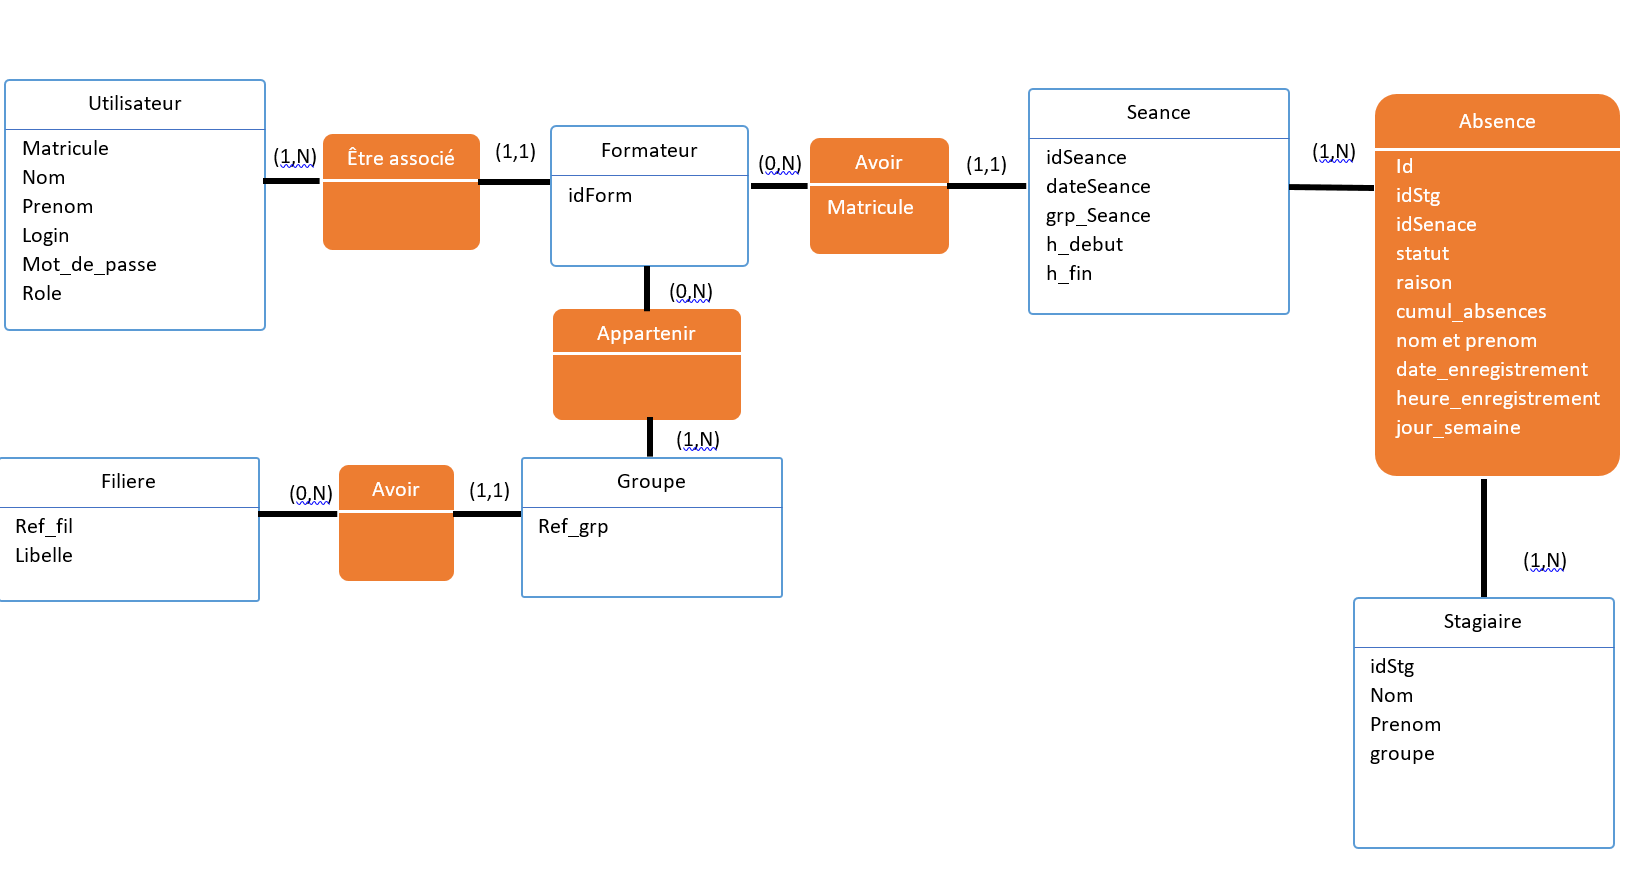 Utilisateur
Matricule
Nom
Prenom
Login
Mot_de_passe
Role
(1,N)
Être associé
(1,1)
Formateur
idForm
(0,N)
Avoir
Matricule
(1,1)
Seance
idSeance
dateSeance
grp_Seance
h_debut
h_fin
(1,N)
Absence
Id
idStg
idSenace
statut
raison
cumul_absences
nom et prenom
date_enregistrement
heure_enregistrement
jour_semaine
(0,N)
Appartenir
(1,N)
Filiere
Ref_fil
Libelle
(0,N)
Avoir
(1,1)
Groupe
Ref_grp
(1,N)
Stagiaire
idStg
Nom
Prenom
groupe